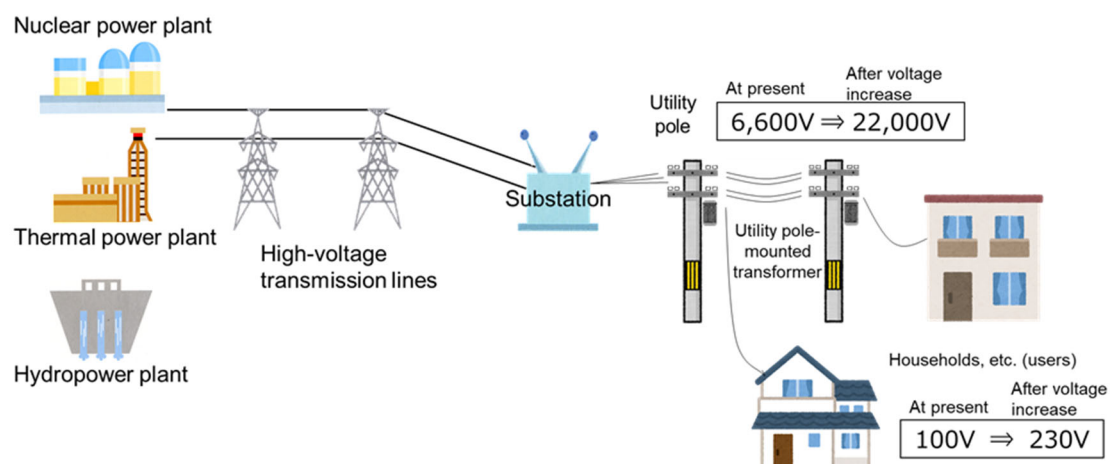 Nuclear power plant
Thermal power plant
Hydropower plant
High-voltage
transmission lines
Substation
Utility
pole
At present
After voltage
increase
6,600V ⇒ 22,000V
Utility pole-
mounted
transformer
Households, etc. (users)
At present
After voltage
increase
100V ⇒ 230V